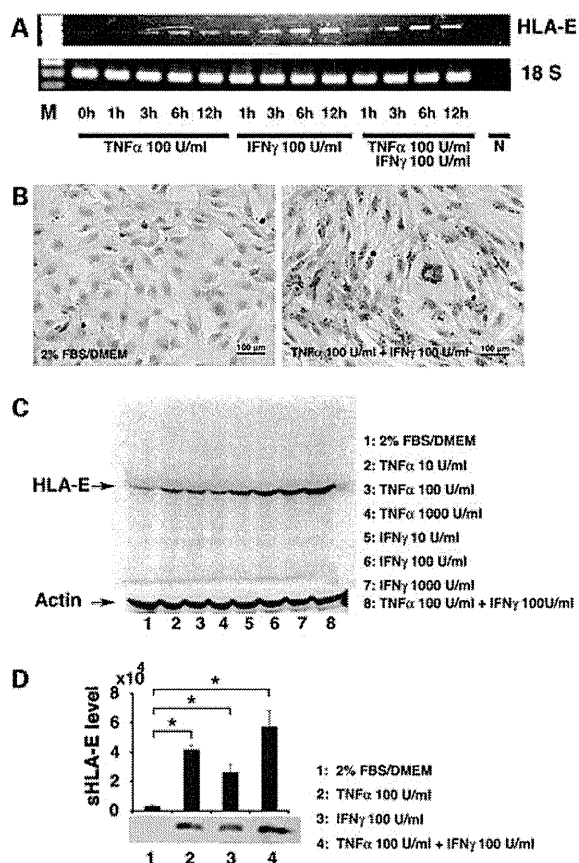 A
HLA-E
18 S
M 0h 1h 3h 6h 12h 1h 3h 6h 12h 1h 3h 6h 12h
TNFα 100 U/ml IFNγ 100 U/ml TNFα 100 U/ml N
IFNγ 100 U/ml
B
2% FBS/DMEM 100 µm TNFα 100 U/ml + IFNγ 100 U/ml 100 µm
C
HLA-E
Actin
1 2 3 4 5 6 7 8
1: 2% FBS/DMEM
2: TNFα 10 U/ml
3: TNFα 100 U/ml
4: TNFα 1000 U/ml
5: IFNγ 10 U/ml
6: IFNγ 100 U/ml
7: IFNγ 1000 U/ml
8: TNFα 100 U/ml + IFNγ 100U/ml
D
×10⁴
sHLA-E level
8
6
4
2
0
* * *
1 2 3 4
1: 2% FBS/DMEM
2: TNFα 100 U/ml
3: IFNγ 100 U/ml
4: TNFα 100 U/ml + IFNγ 100 U/ml